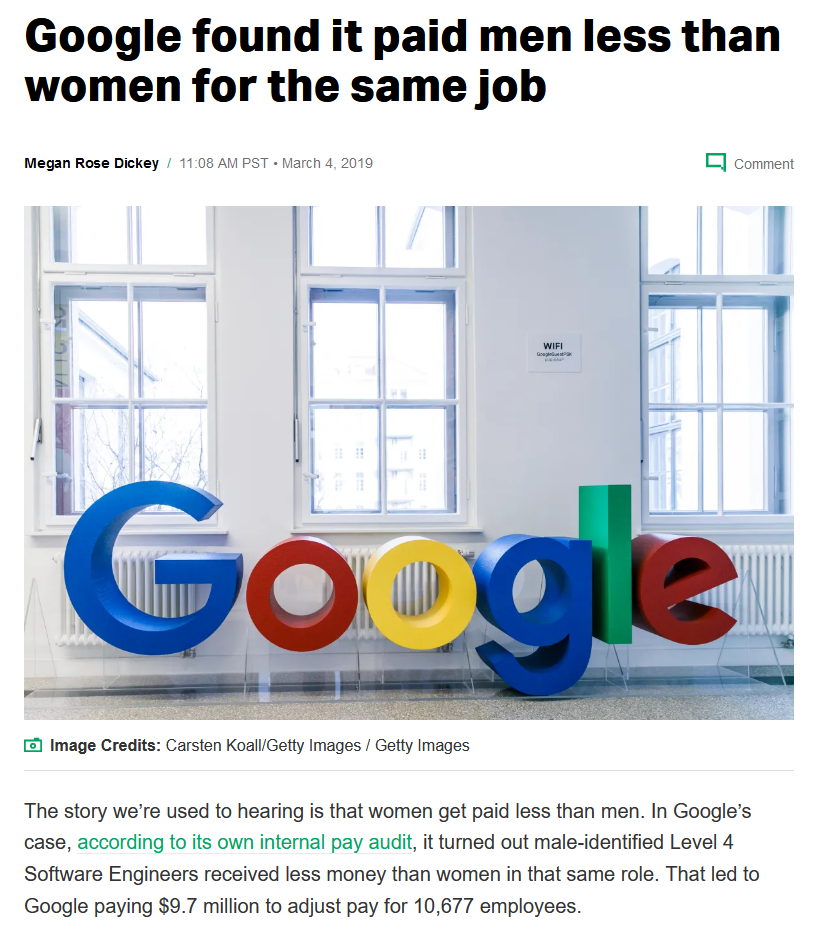 Google found it paid men less than
women for the same job
Megan Rose Dickey / 11:08 AM PST • March 4, 2019
Comment
WIFI
Google
Image Credits: Carsten Koall/Getty Images / Getty Images
The story we’re used to hearing is that women get paid less than men. In Google’s
case, according to its own internal pay audit, it turned out male-identified Level 4
Software Engineers received less money than women in that same role. That led to
Google paying $9.7 million to adjust pay for 10,677 employees.